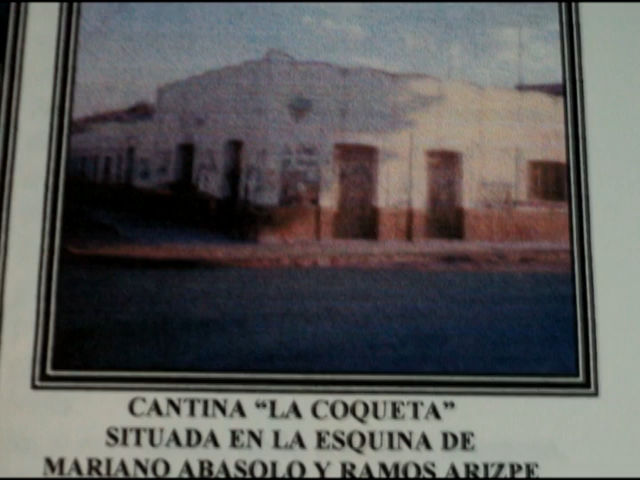 CANTINA “LA COQUETA”
SITUADA EN LA ESQUINA DE
MARIANO ABASOLO Y RAMOS ARIZPE